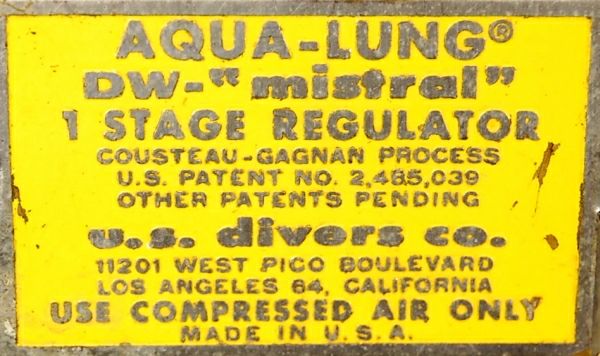 AQUA-LUNG®
DW-"mistral"
1 STAGE REGULATOR
COUSTEAU-GAGNAN PROCESS
U.S. PATENT NO. 2,485,039
OTHER PATENTS PENDING
u.s. divers co.
11201 WEST PICO BOULEVARD
LOS ANGELES 64, CALIFORNIA
USE COMPRESSED AIR ONLY
MADE IN U.S.A.